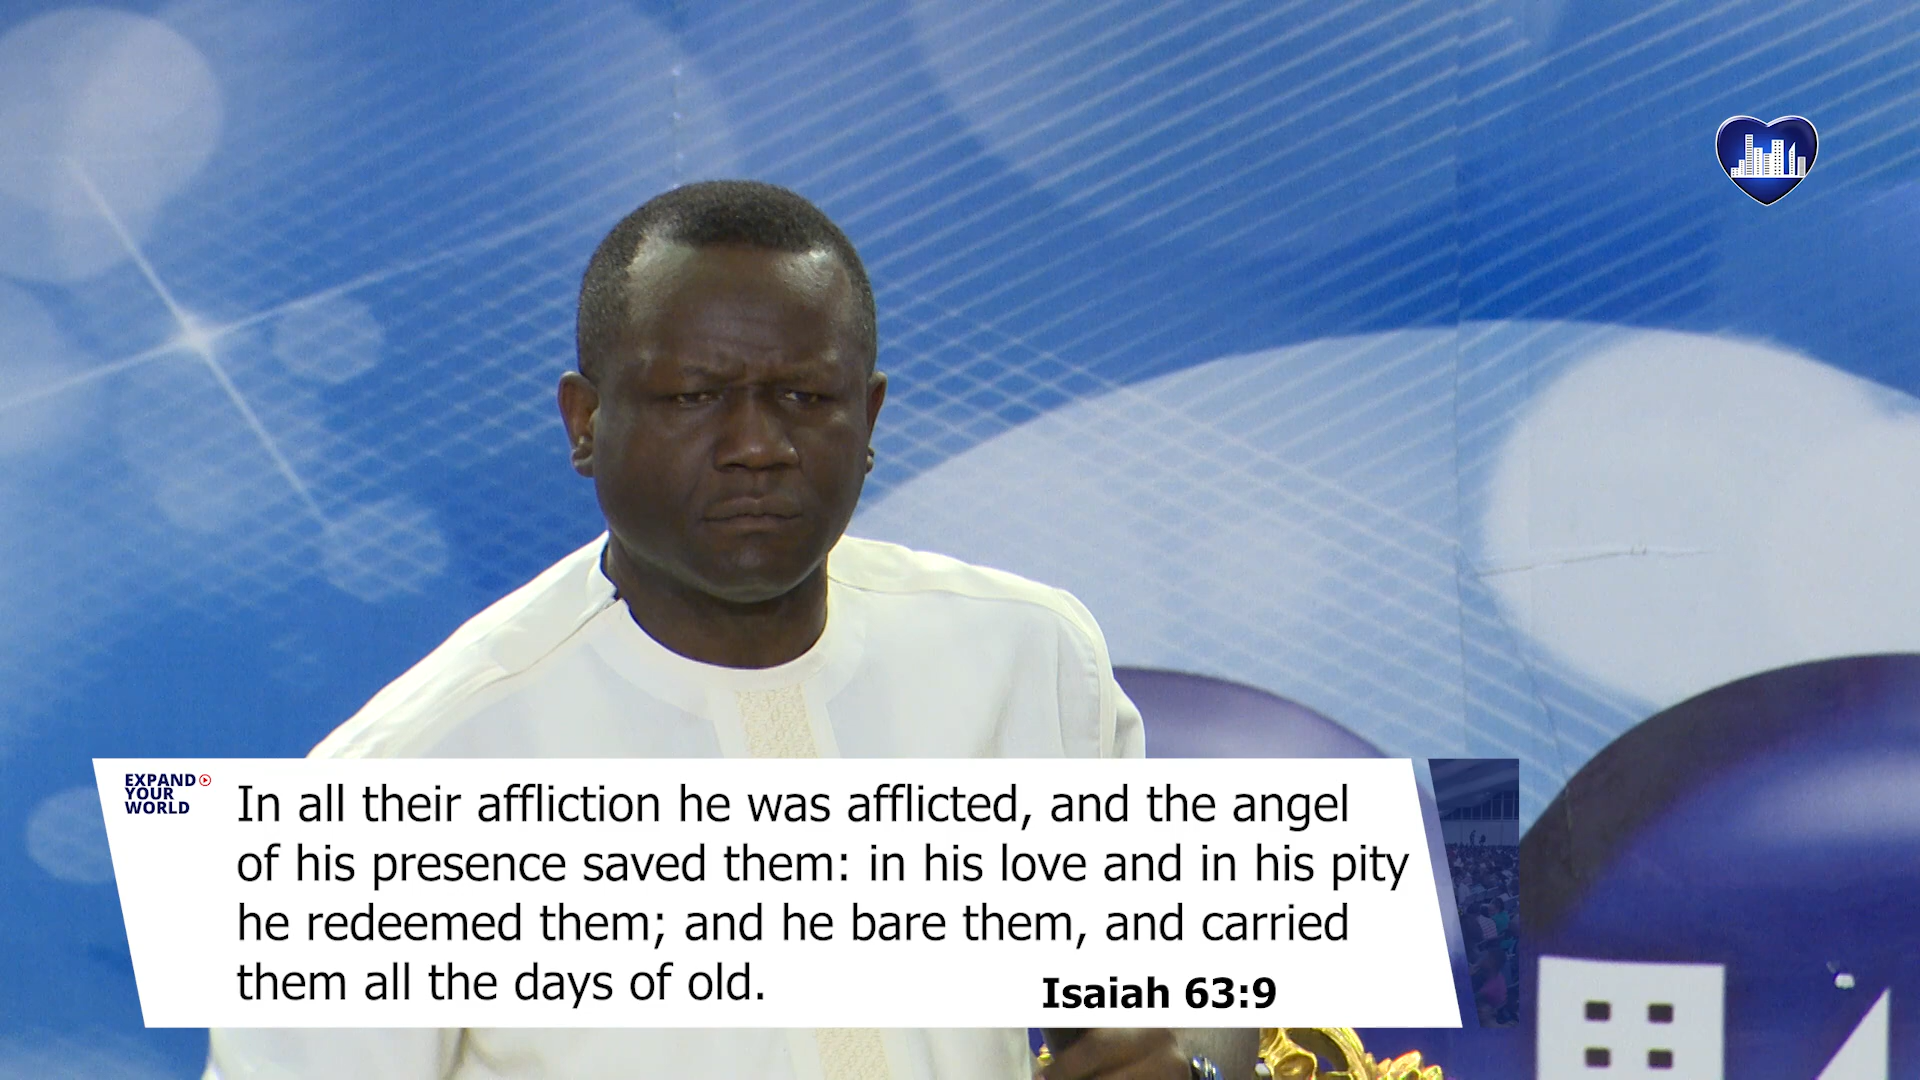 EXPAND
YOUR
WORLD
In all their affliction he was afflicted, and the angel
of his presence saved them: in his love and in his pity
he redeemed them; and he bare them, and carried
them all the days of old.
Isaiah 63:9